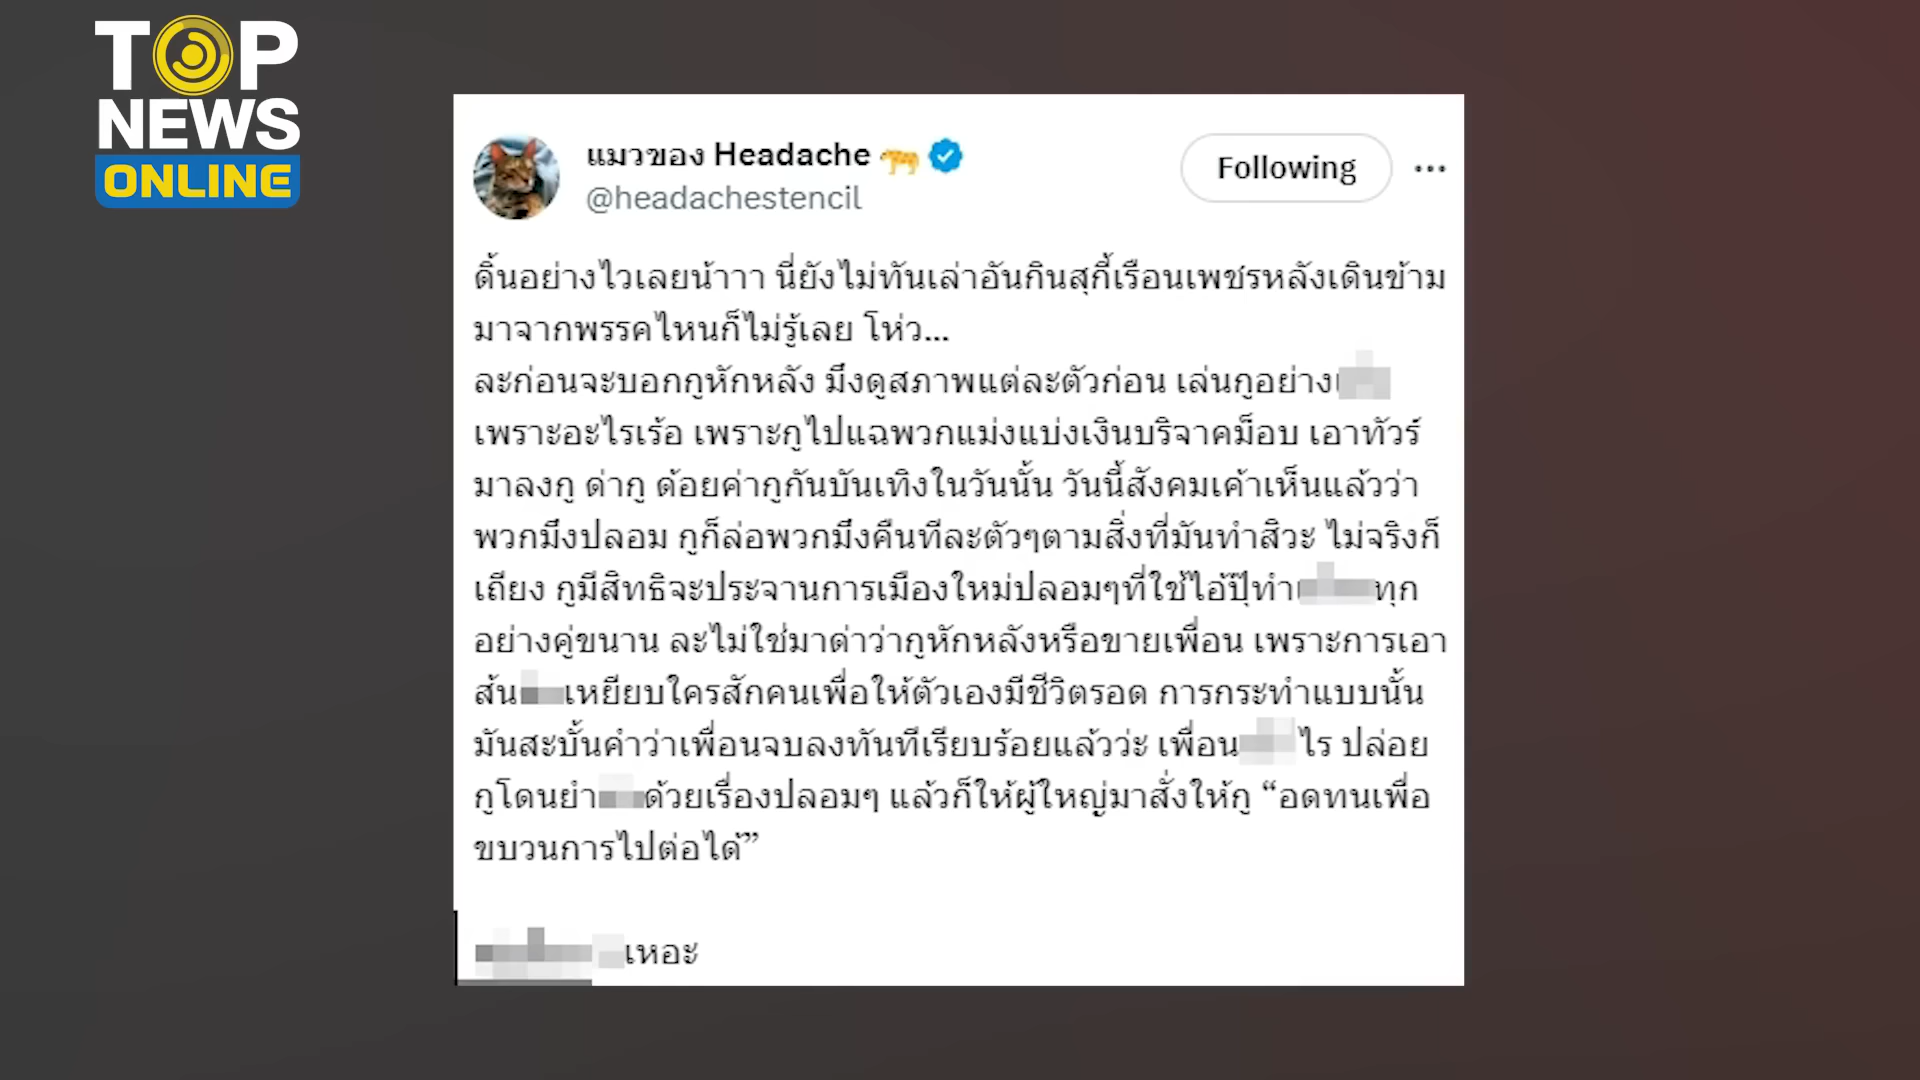 TOP
NEWS
ONLINE
แมวของ Headache 🐆
@headachestencil
Following
ดิ้นอย่างไวเลยน้าาา นี่ยังไม่ทันเล่าอันกินสุกี้เรือนเพชรหลังเดินข้าม
มาจากพรรคไหนก็ไม่รู้เลย โห่ว...
ละก่อนจะบอกกูหักหลัง มึงดูสภาพแต่ละตัวก่อน เล่นกูอย่าง
เพราะอะไรเร้อ เพราะกูไปแฉพวกแม่งแบ่งเงินบริจาคม็อบ เอาทัวร์
มาลงกู ด่ากู ด้อยค่ากูกันบันเทิงในวันนั้น วันนี้สังคมเค้าเห็นแล้วว่า
พวกมึงปลอม กูก็ล่อพวกมึงคืนทีละตัวๆตามสิ่งที่มันทำสิวะ ไม่จริงก็
เถียง กูมีสิทธิจะประจานการเมืองใหม่ปลอมๆที่ใช้ไอ้ปุ๊ทำ ทุก
อย่างคู่ขนาน ละไม่ใช่มาด่าว่ากูหักหลังหรือขายเพื่อน เพราะการเอา
ส้น เหยียบใครสักคนเพื่อให้ตัวเองมีชีวิตรอด การกระทำแบบนั้น
มันสะบั้นคำว่าเพื่อนจบลงทันทีเรียบร้อยแล้วว่ะ เพื่อน ไร ปล่อย
กูโดนยำ ด้วยเรื่องปลอมๆ แล้วก็ให้ผู้ใหญ่มาสั่งให้กู “อดทนเพื่อ
ขบวนการไปต่อได้”
เหอะ